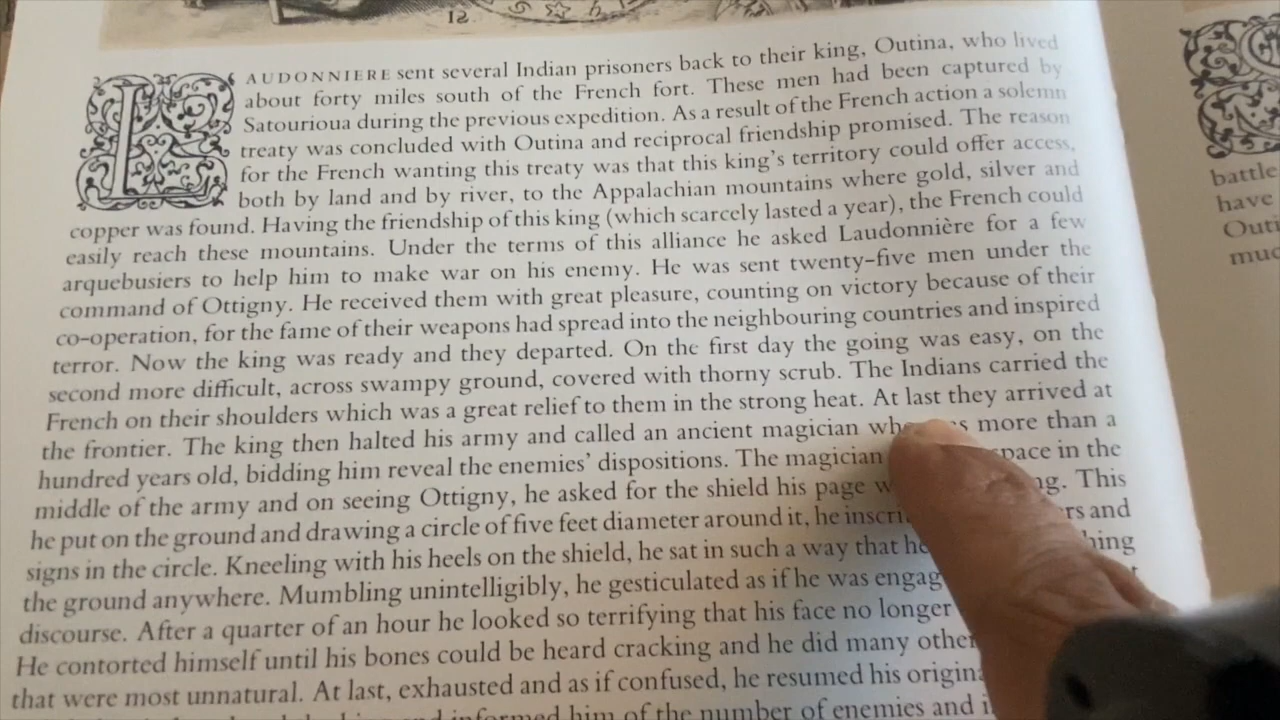 12
LAUDONNIERE sent several Indian prisoners back to their king, Outina, who lived
about forty miles south of the French fort. These men had been captured by
Satourioua during the previous expedition. As a result of the French action a solemn
treaty was concluded with Outina and reciprocal friendship promised. The reason
for the French wanting this treaty was that this king's territory could offer access,
both by land and by river, to the Appalachian mountains where gold, silver and
copper was found. Having the friendship of this king (which scarcely lasted a year), the French could
easily reach these mountains. Under the terms of this alliance he asked Laudonnière for a few
arquebusiers to help him to make war on his enemy. He was sent twenty-five men under the
command of Ottigny. He received them with great pleasure, counting on victory because of their
co-operation, for the fame of their weapons had spread into the neighbouring countries and inspired
terror. Now the king was ready and they departed. On the first day the going was easy, on the
second more difficult, across swampy ground, covered with thorny scrub. The Indians carried the
French on their shoulders which was a great relief to them in the strong heat. At last they arrived at
the frontier. The king then halted his army and called an ancient magician more than a
hundred years old, bidding him reveal the enemies' dispositions. The magician space in the
middle of the army and on seeing Ottigny, he asked for the shield his page This
he put on the ground and drawing a circle of five feet diameter around it, he and
signs in the circle. Kneeling with his heels on the shield, he sat in such a way that
the ground anywhere. Mumbling unintelligibly, he gesticulated as if he was
discourse. After a quarter of an hour he looked so terrifying that his face no longer
He contorted himself until his bones could be heard cracking and he did many other
that were most unnatural. At last, exhausted and as if confused, he resumed his
informed him of the number of enemies and
battle
have